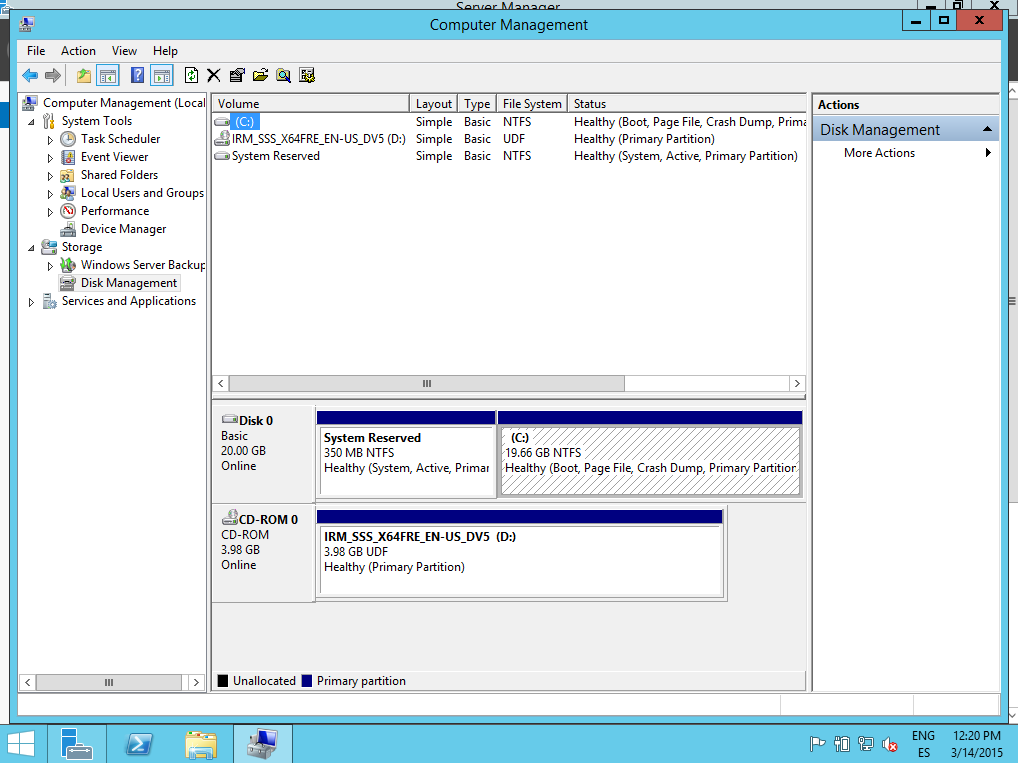 Server Manager
Computer Management
File Action View Help
Computer Management (Local
System Tools
Task Scheduler
Event Viewer
Shared Folders
Local Users and Groups
Performance
Device Manager
Storage
Windows Server Backup
Disk Management
Services and Applications
Volume Layout Type File System Status
(C:) Simple Basic NTFS Healthy (Boot, Page File, Crash Dump, Prima
IRM_SSS_X64FRE_EN-US_DV5 (D:) Simple Basic UDF Healthy (Primary Partition)
System Reserved Simple Basic NTFS Healthy (System, Active, Primary Partition)
Disk 0
Basic
20.00 GB
Online
System Reserved
350 MB NTFS
Healthy (System, Active, Primar
(C:)
19.66 GB NTFS
Healthy (Boot, Page File, Crash Dump, Primary Partition
CD-ROM 0
CD-ROM
3.98 GB
Online
IRM_SSS_X64FRE_EN-US_DV5 (D:)
3.98 GB UDF
Healthy (Primary Partition)
Unallocated Primary partition
Actions
Disk Management
More Actions
ENG
ES
12:20 PM
3/14/2015